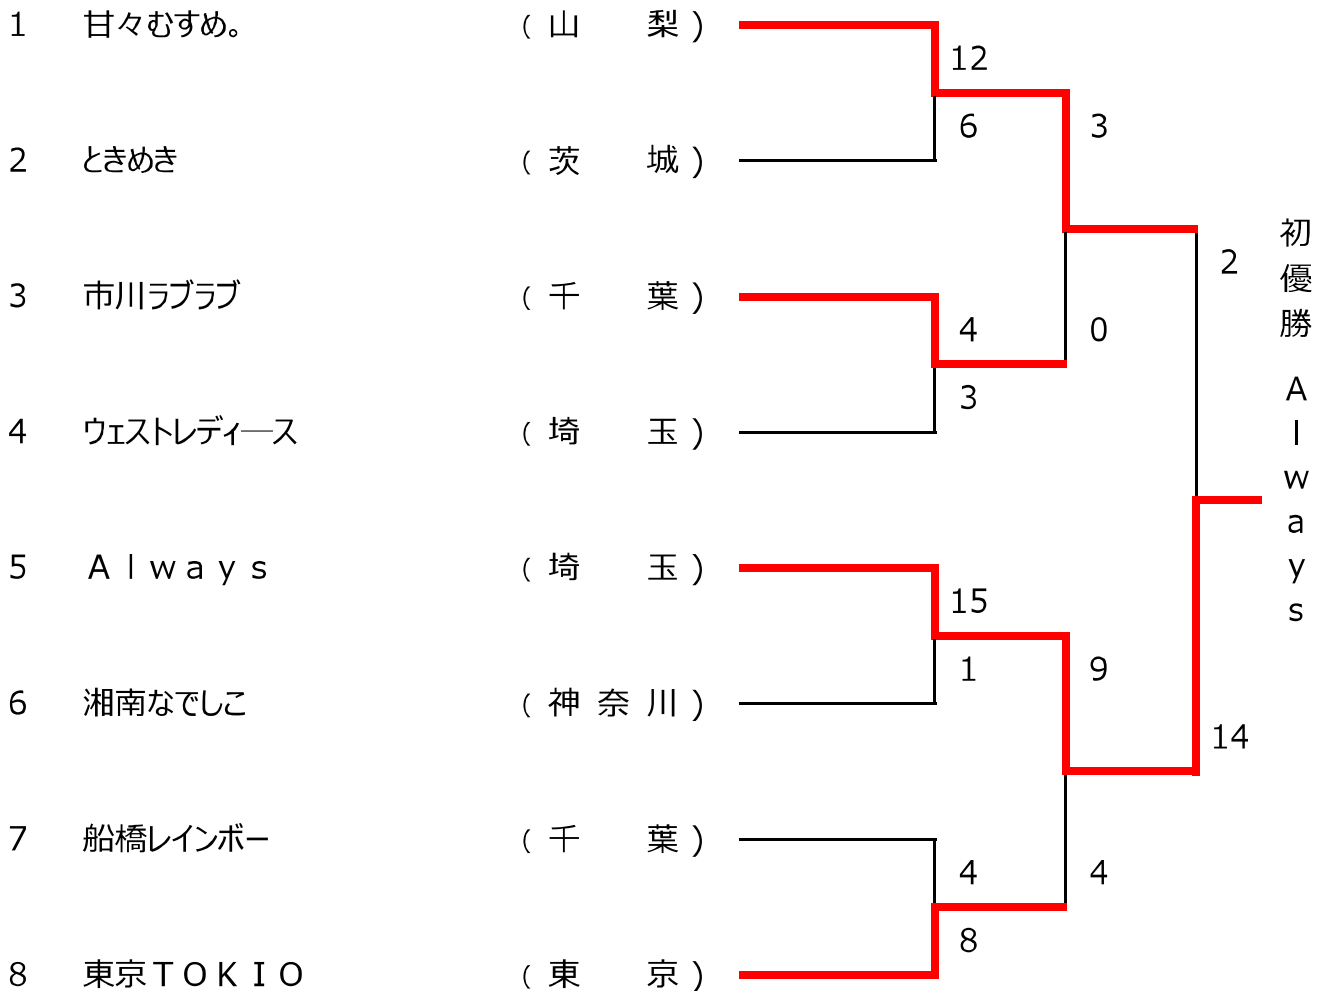 1 甘々むすめ。 ( 山 梨 )
12
6
3
2 ときめき ( 茨 城 )
2
3 市川ラブラブ ( 千 葉 )
4
3
0
4 ウェストレディース ( 埼 玉 )
5 Always ( 埼 玉 )
15
1
9
6 湘南なでしこ ( 神 奈 川 )
14
7 船橋レインボー ( 千 葉 )
4
8
4
8 東京TOKIO ( 東 京 )
初優勝 Always